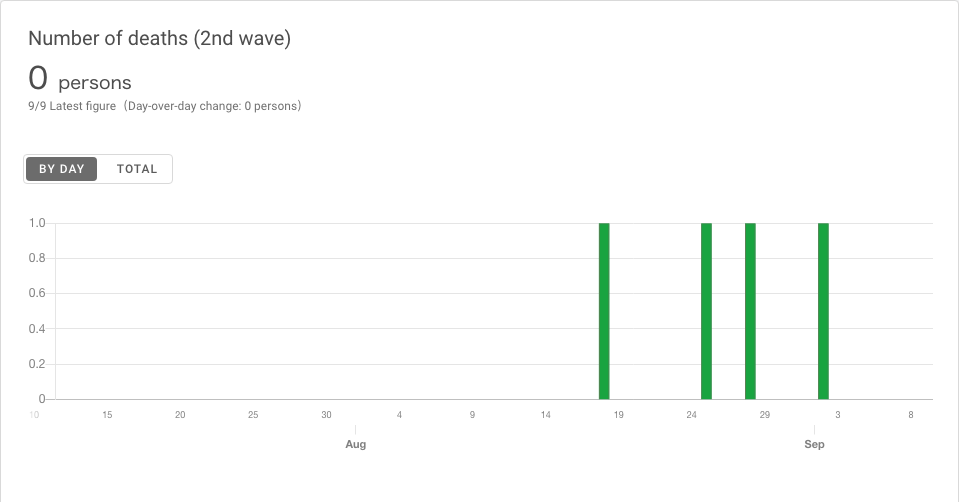 Number of deaths (2nd wave)
0 persons
9/9 Latest figure（Day-over-day change: 0 persons）
BY DAY TOTAL
1.0
0.8
0.6
0.4
0.2
0
10 15 20 25 30 4 9 14 19 24 29 3 8
Aug Sep